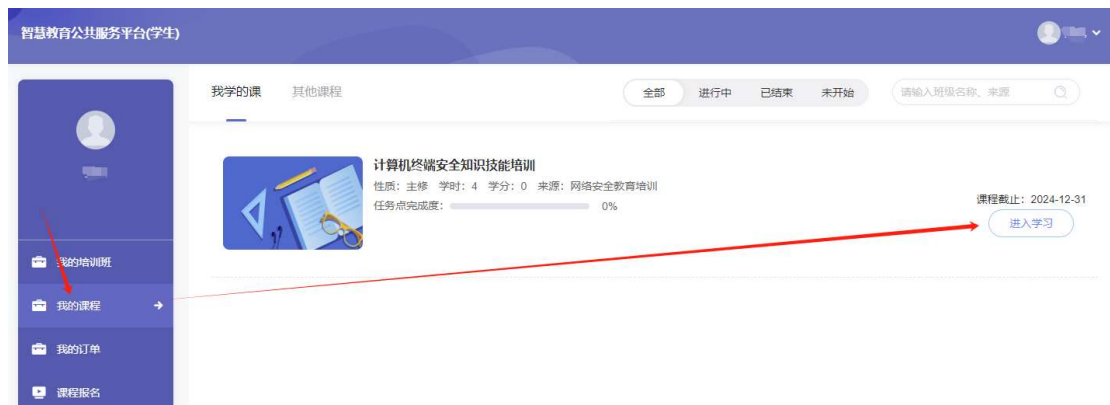 智慧教育公共服务平台(学生)
我学的课 其他课程 全部 进行中 已结束 未开始 请输入班级名称、来源
计算机终端安全知识技能培训
性质：主修 学时：4 学分：0 来源：网络安全教育培训
任务点完成度： 0%
课程截止：2024-12-31
进入学习
我的培训班
我的课程
我的订单
课程报名